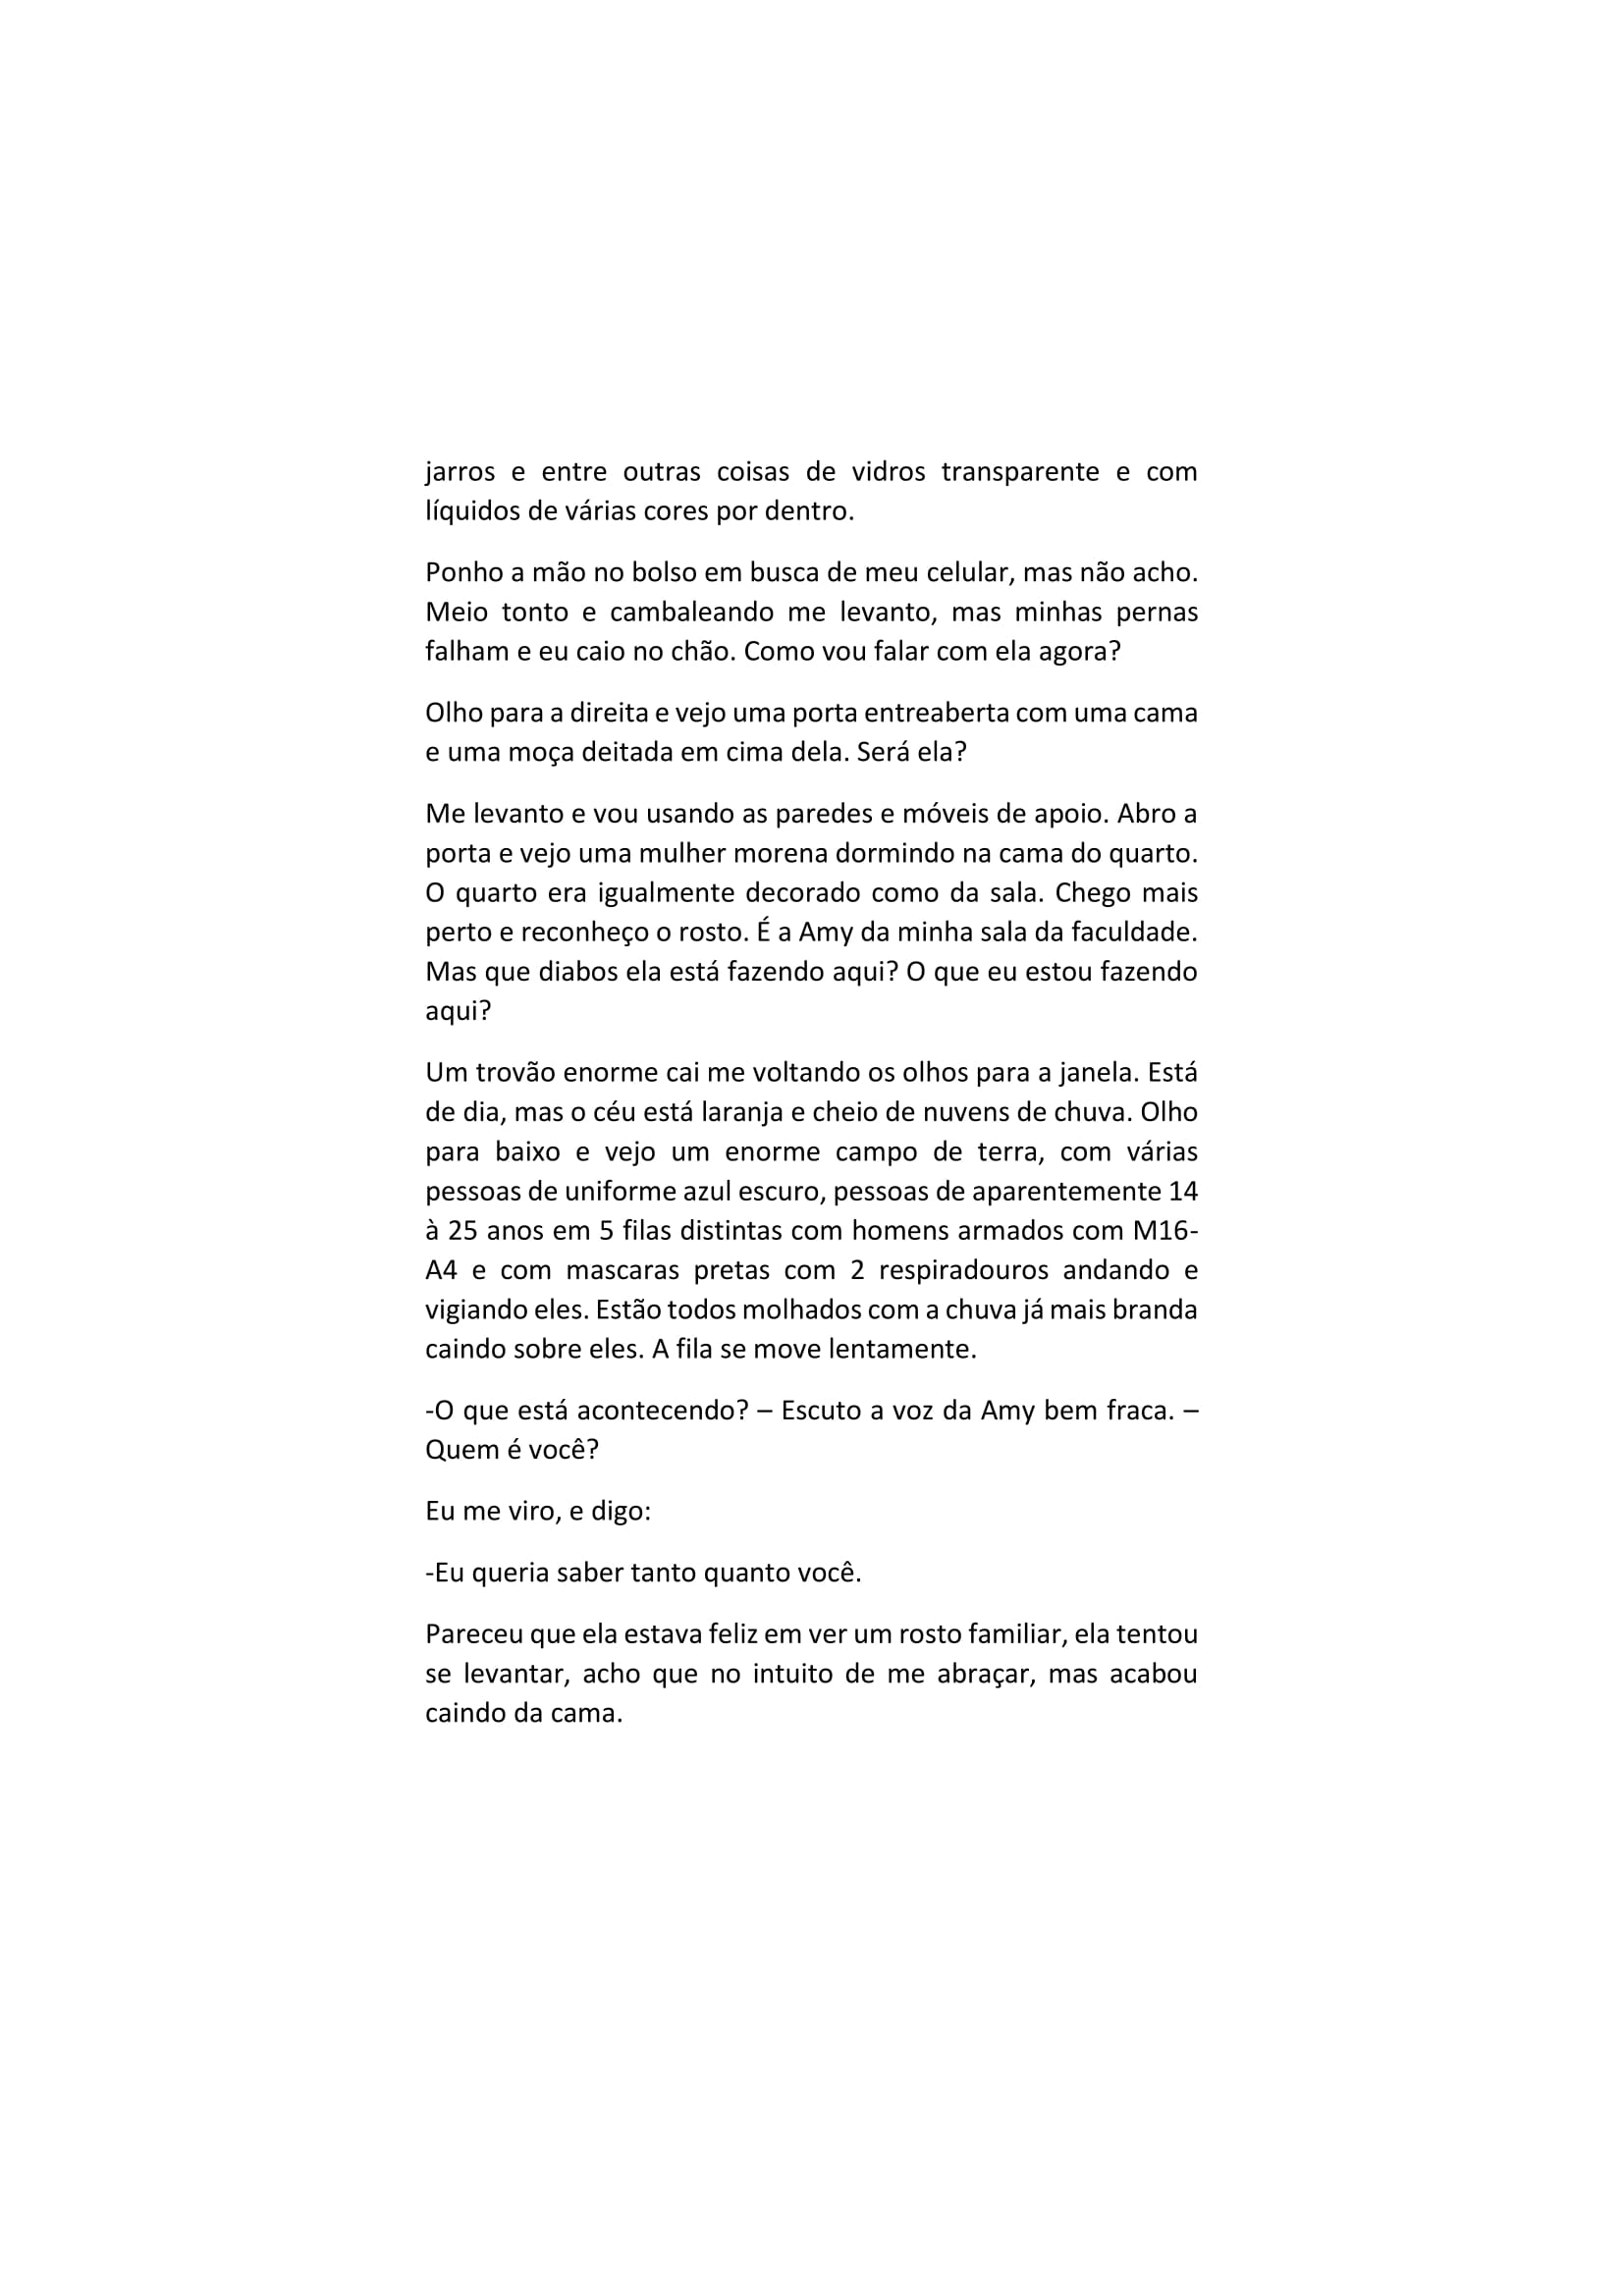 jarros e entre outras coisas de vidros transparente e com
líquidos de várias cores por dentro.
Ponho a mão no bolso em busca de meu celular, mas não acho.
Meio tonto e cambaleando me levanto, mas minhas pernas
falham e eu caio no chão. Como vou falar com ela agora?
Olho para a direita e vejo uma porta entreaberta com uma cama
e uma moça deitada em cima dela. Será ela?
Me levanto e vou usando as paredes e móveis de apoio. Abro a
porta e vejo uma mulher morena dormindo na cama do quarto.
O quarto era igualmente decorado como da sala. Chego mais
perto e reconheço o rosto. É a Amy da minha sala da faculdade.
Mas que diabos ela está fazendo aqui? O que eu estou fazendo
aqui?
Um trovão enorme cai me voltando os olhos para a janela. Está
de dia, mas o céu está laranja e cheio de nuvens de chuva. Olho
para baixo e vejo um enorme campo de terra, com várias
pessoas de uniforme azul escuro, pessoas de aparentemente 14
à 25 anos em 5 filas distintas com homens armados com M16-
A4 e com mascaras pretas com 2 respiradouros andando e
vigiando eles. Estão todos molhados com a chuva já mais branda
caindo sobre eles. A fila se move lentamente.
-O que está acontecendo? – Escuto a voz da Amy bem fraca. –
Quem é você?
Eu me viro, e digo:
-Eu queria saber tanto quanto você.
Pareceu que ela estava feliz em ver um rosto familiar, ela tentou
se levantar, acho que no intuito de me abraçar, mas acabou
caindo da cama.